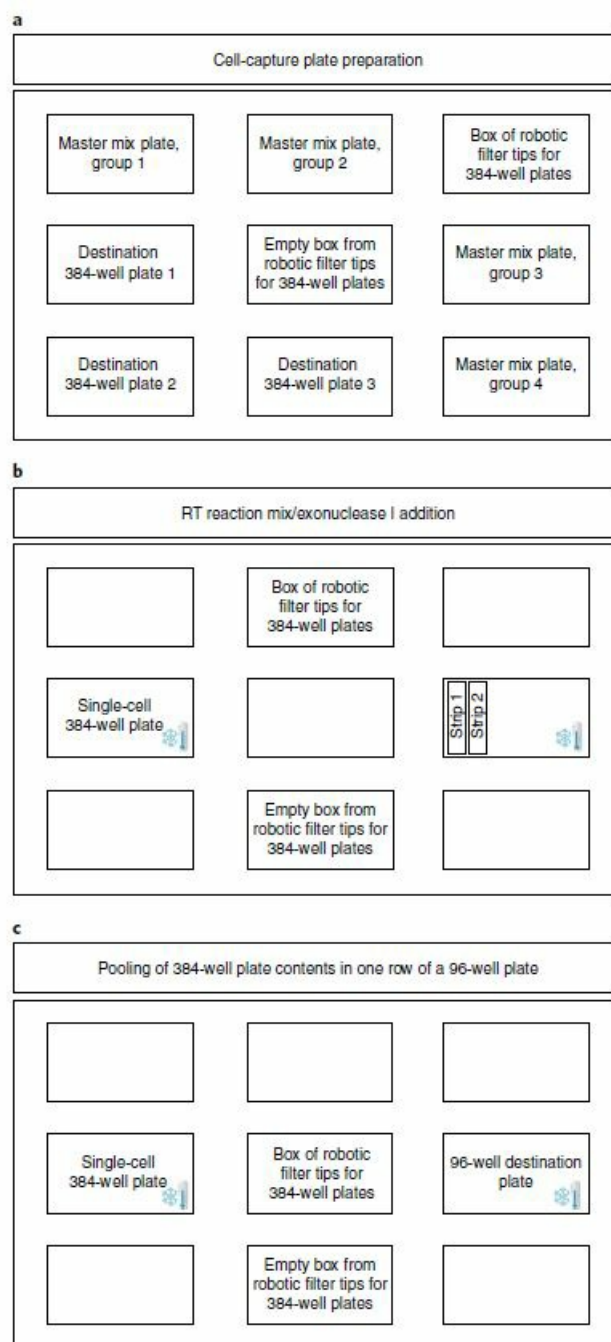 a
Cell-capture plate preparation
Master mix plate,
group 1
Master mix plate,
group 2
Box of robotic
filter tips for
384-well plates
Destination
384-well plate 1
Empty box from
robotic filter tips
for 384-well plates
Master mix plate,
group 3
Destination
384-well plate 2
Destination
384-well plate 3
Master mix plate,
group 4
b
RT reaction mix/exonuclease I addition
Box of robotic
filter tips for
384-well plates
Single-cell
384-well plate
Strip 1
Strip 2
Empty box from
robotic filter tips for
384-well plates
c
Pooling of 384-well plate contents in one row of a 96-well plate
Single-cell
384-well plate
Box of robotic
filter tips for
384-well plates
96-well destination
plate
Empty box from
robotic filter tips for
384-well plates